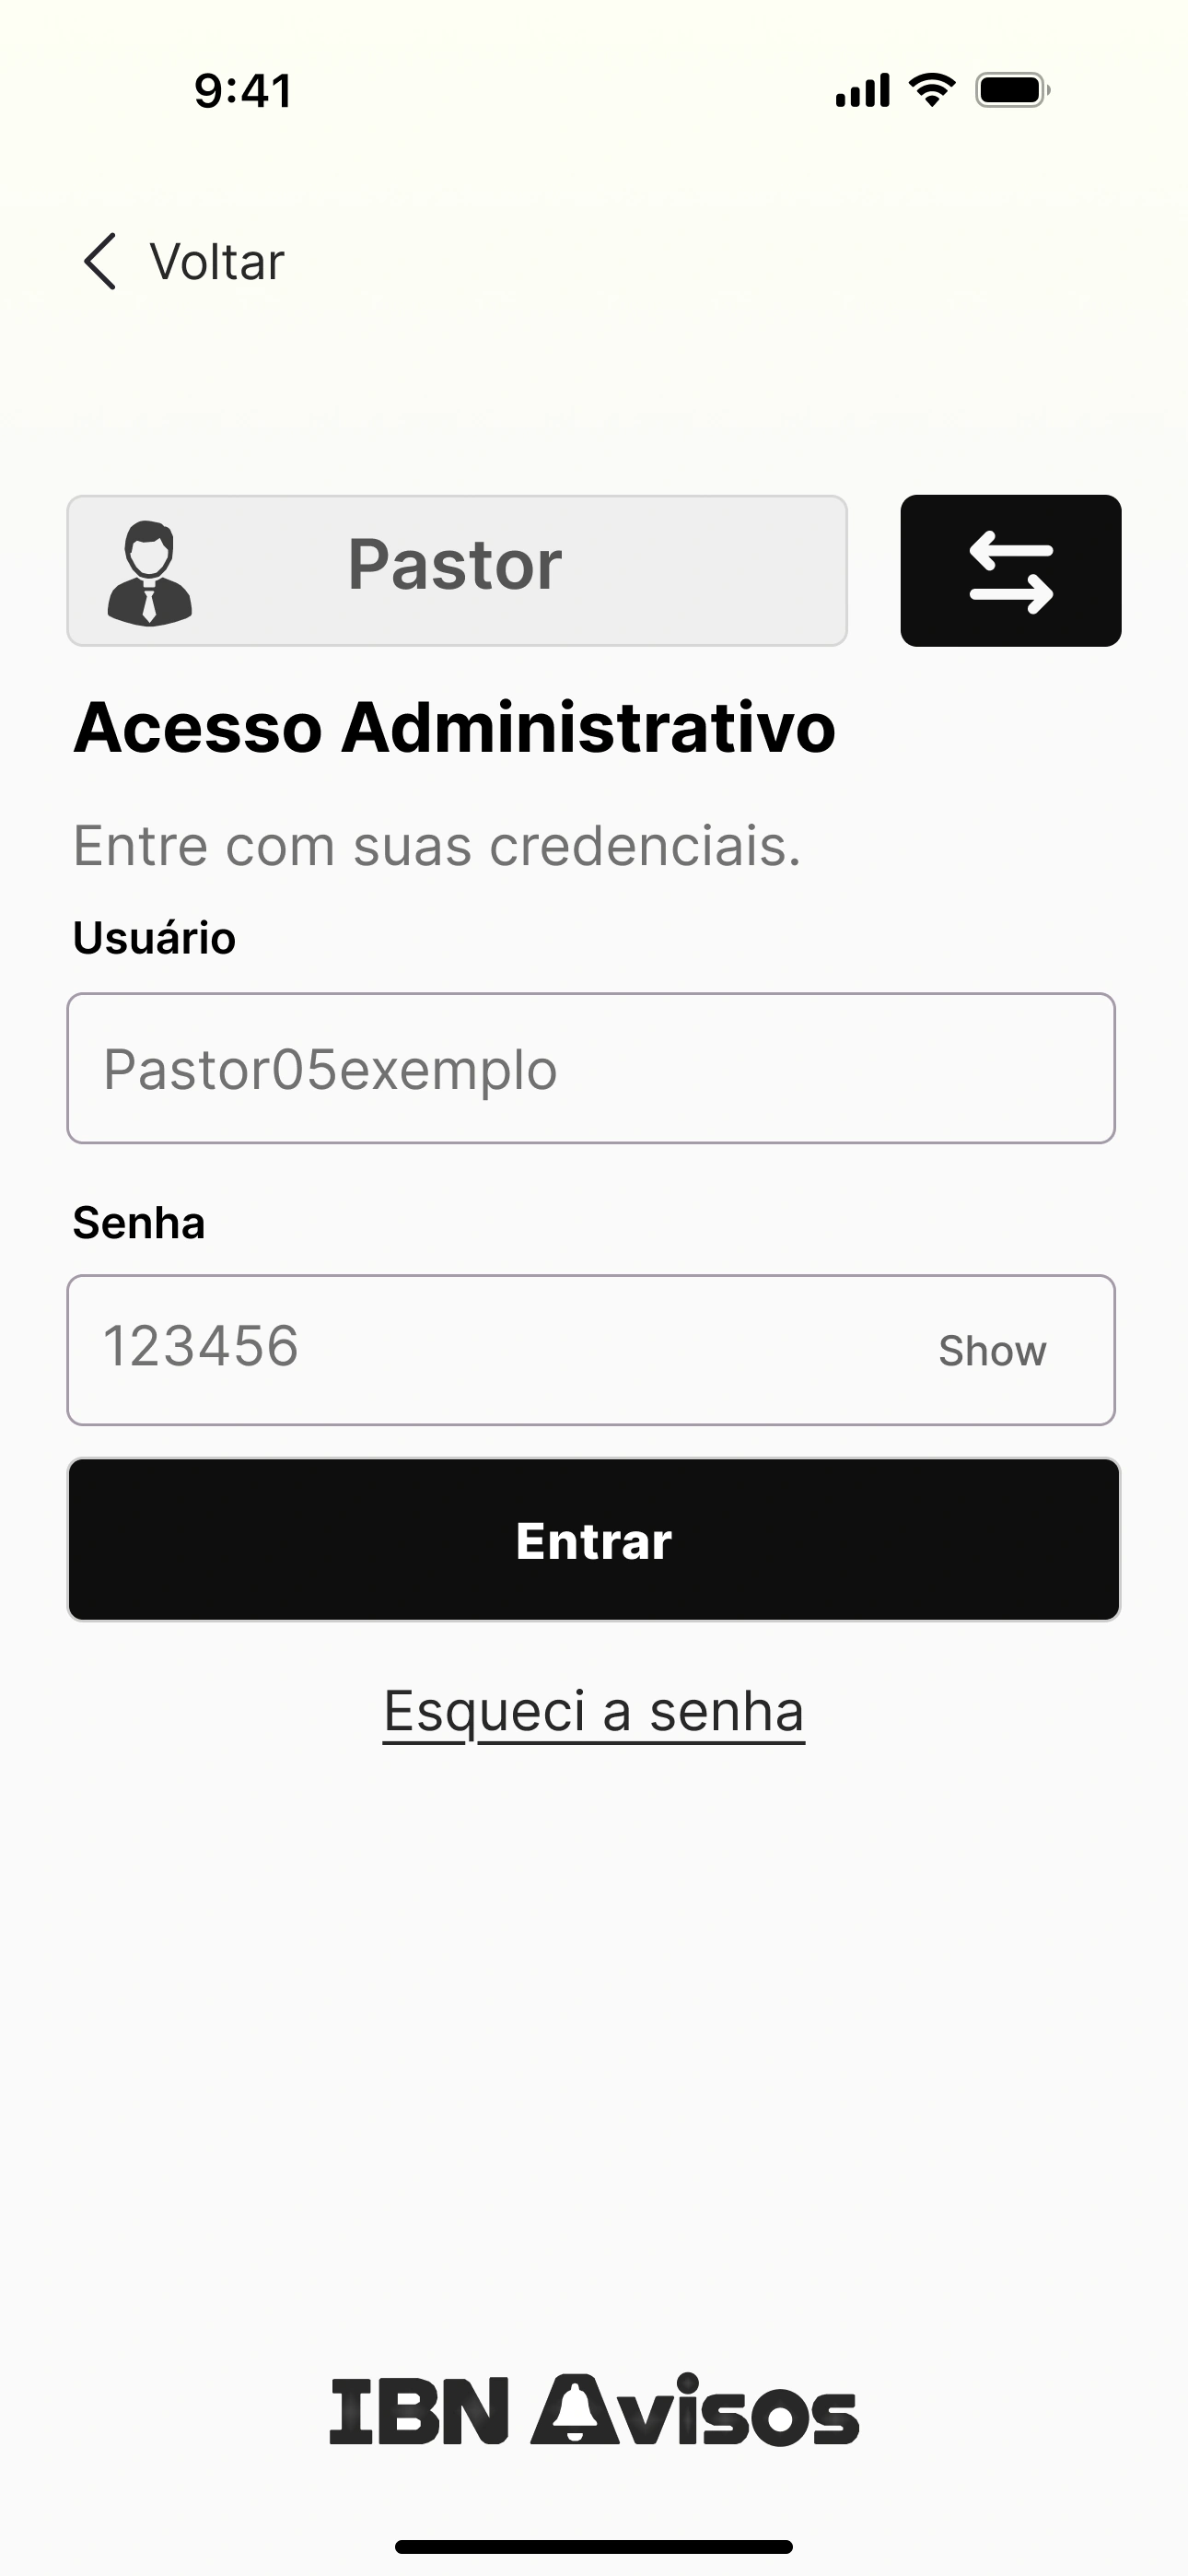 9:41
Voltar
Pastor
Acesso Administrativo
Entre com suas credenciais.
Usuário
Pastor05exemplo
Senha
123456 Show
Entrar
Esqueci a senha
IBN Avisos